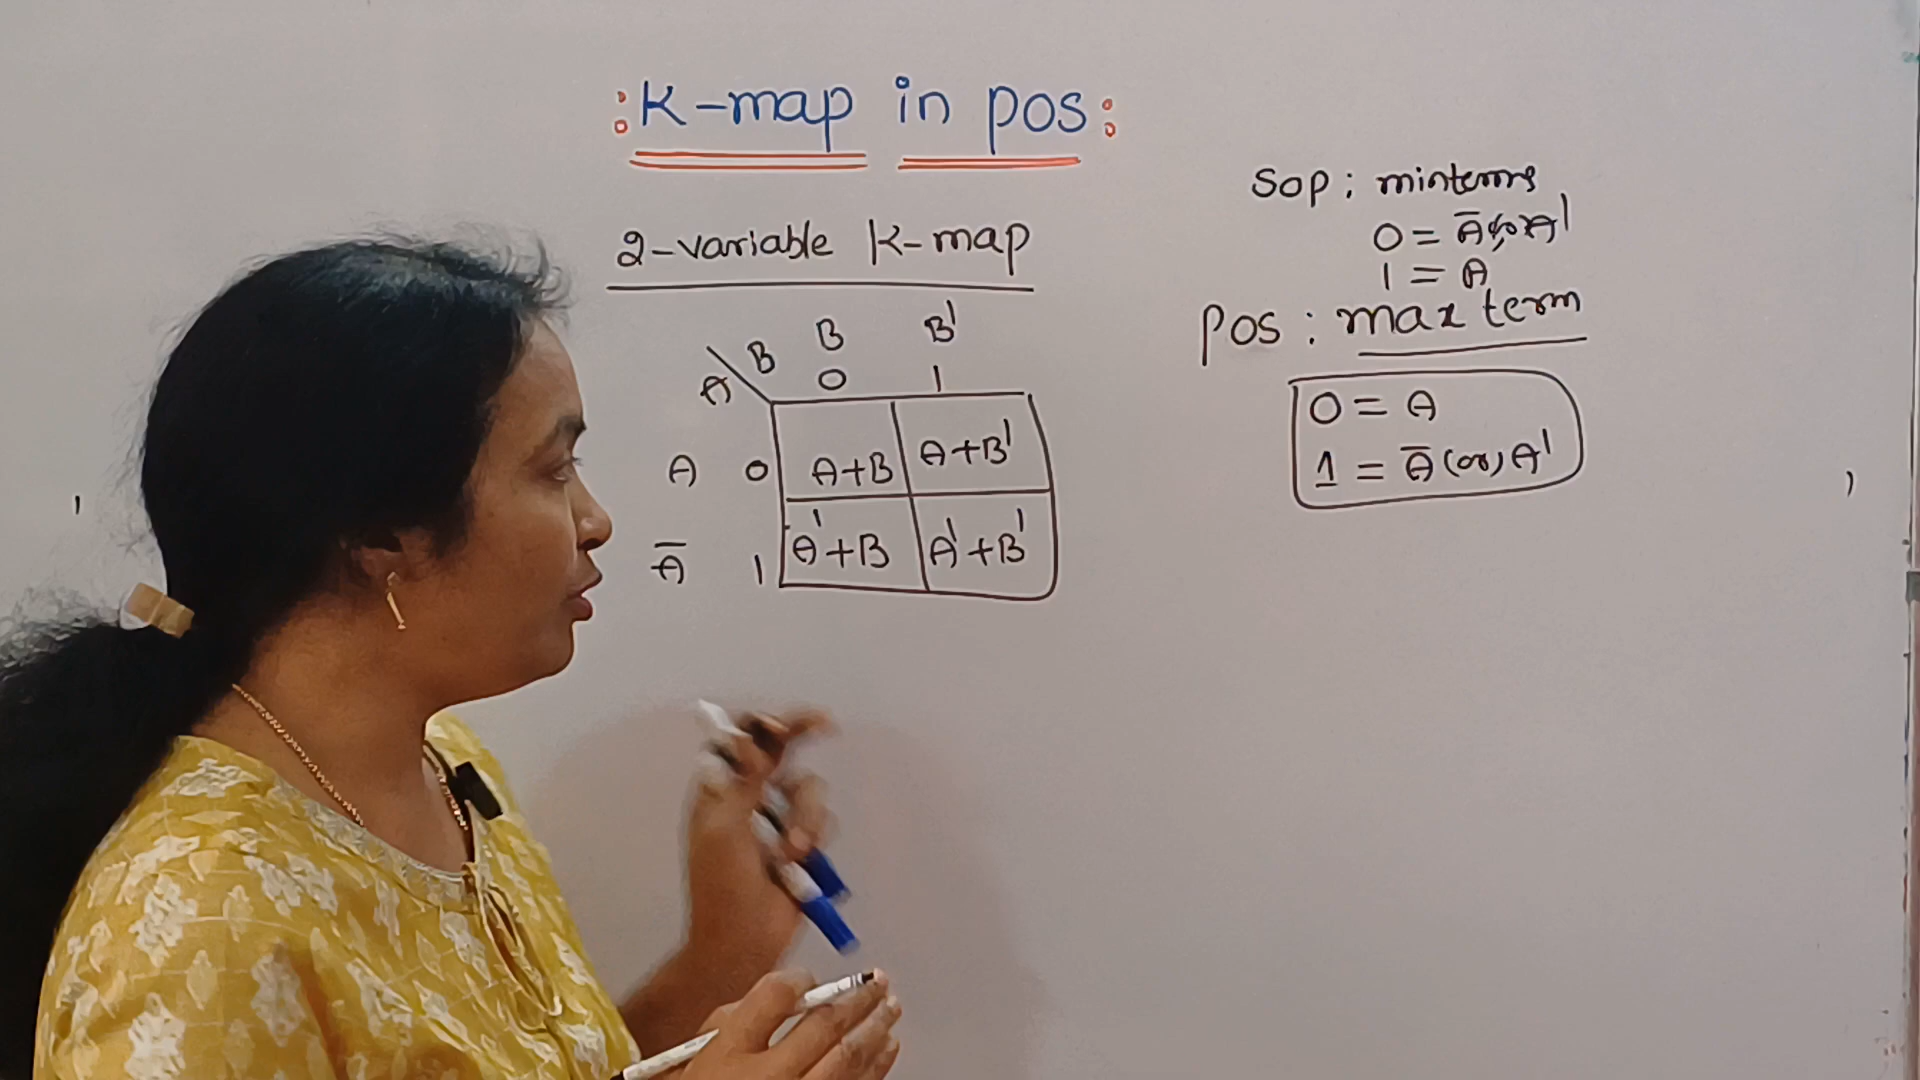 :K-map in pos:
2-variable K-map
B B'
A B 0 1
A 0 A+B A+B'
A̅ 1 A'+B A'+B'
SOP : minterms
0 = A̅ (or) A'
1 = A
POS : max term
0 = A
1 = A̅ (or) A'